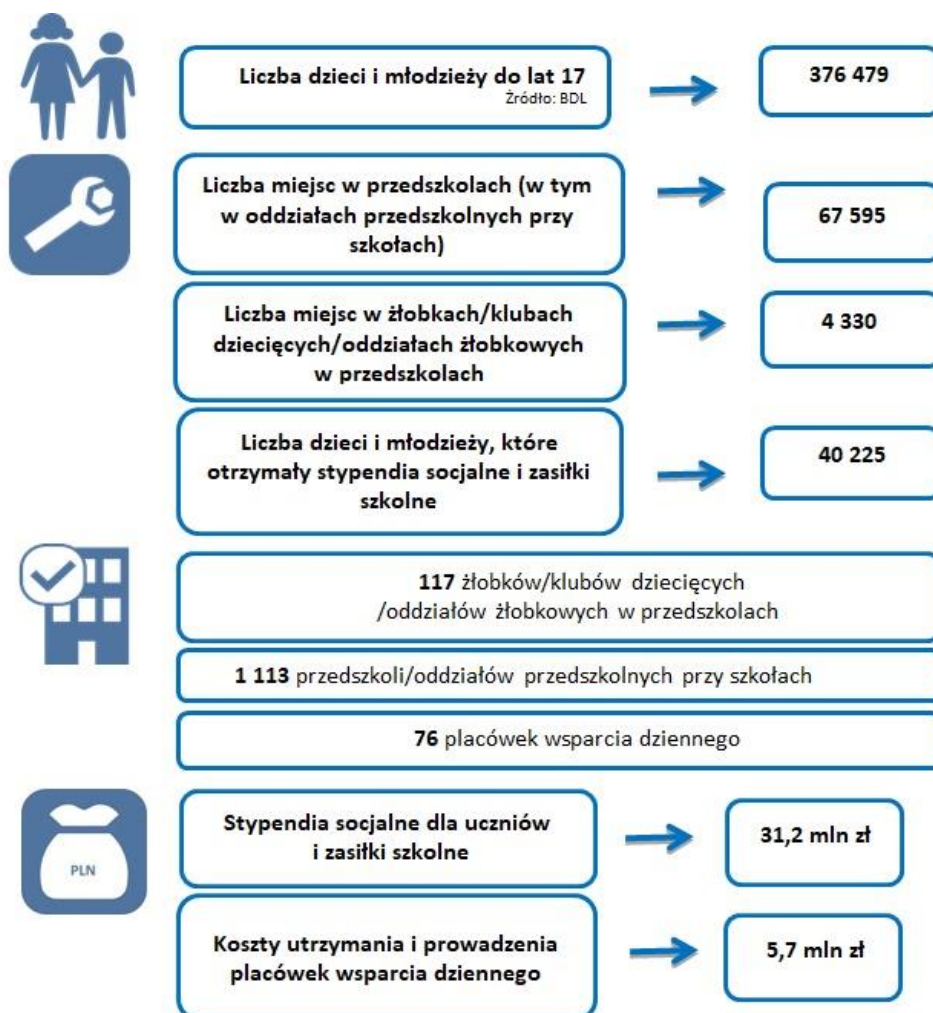 Liczba dzieci i młodzieży do lat 17
Źródło: BDL
376 479
Liczba miejsc w przedszkolach (w tym
w oddziałach przedszkolnych przy
szkołach)
67 595
Liczba miejsc w żłobkach/klubach
dziecięcych/oddziałach żłobkowych
w przedszkolach
4 330
Liczba dzieci i młodzieży, które
otrzymały stypendia socjalne i zasiłki
szkolne
40 225
117 żłobków/klubów dziecięcych
/oddziałów żłobkowych w przedszkolach
1 113 przedszkoli/oddziałów przedszkolnych przy szkołach
76 placówek wsparcia dziennego
PLN
Stypendia socjalne dla uczniów
i zasiłki szkolne
31,2 mln zł
Koszty utrzymania i prowadzenia
placówek wsparcia dziennego
5,7 mln zł